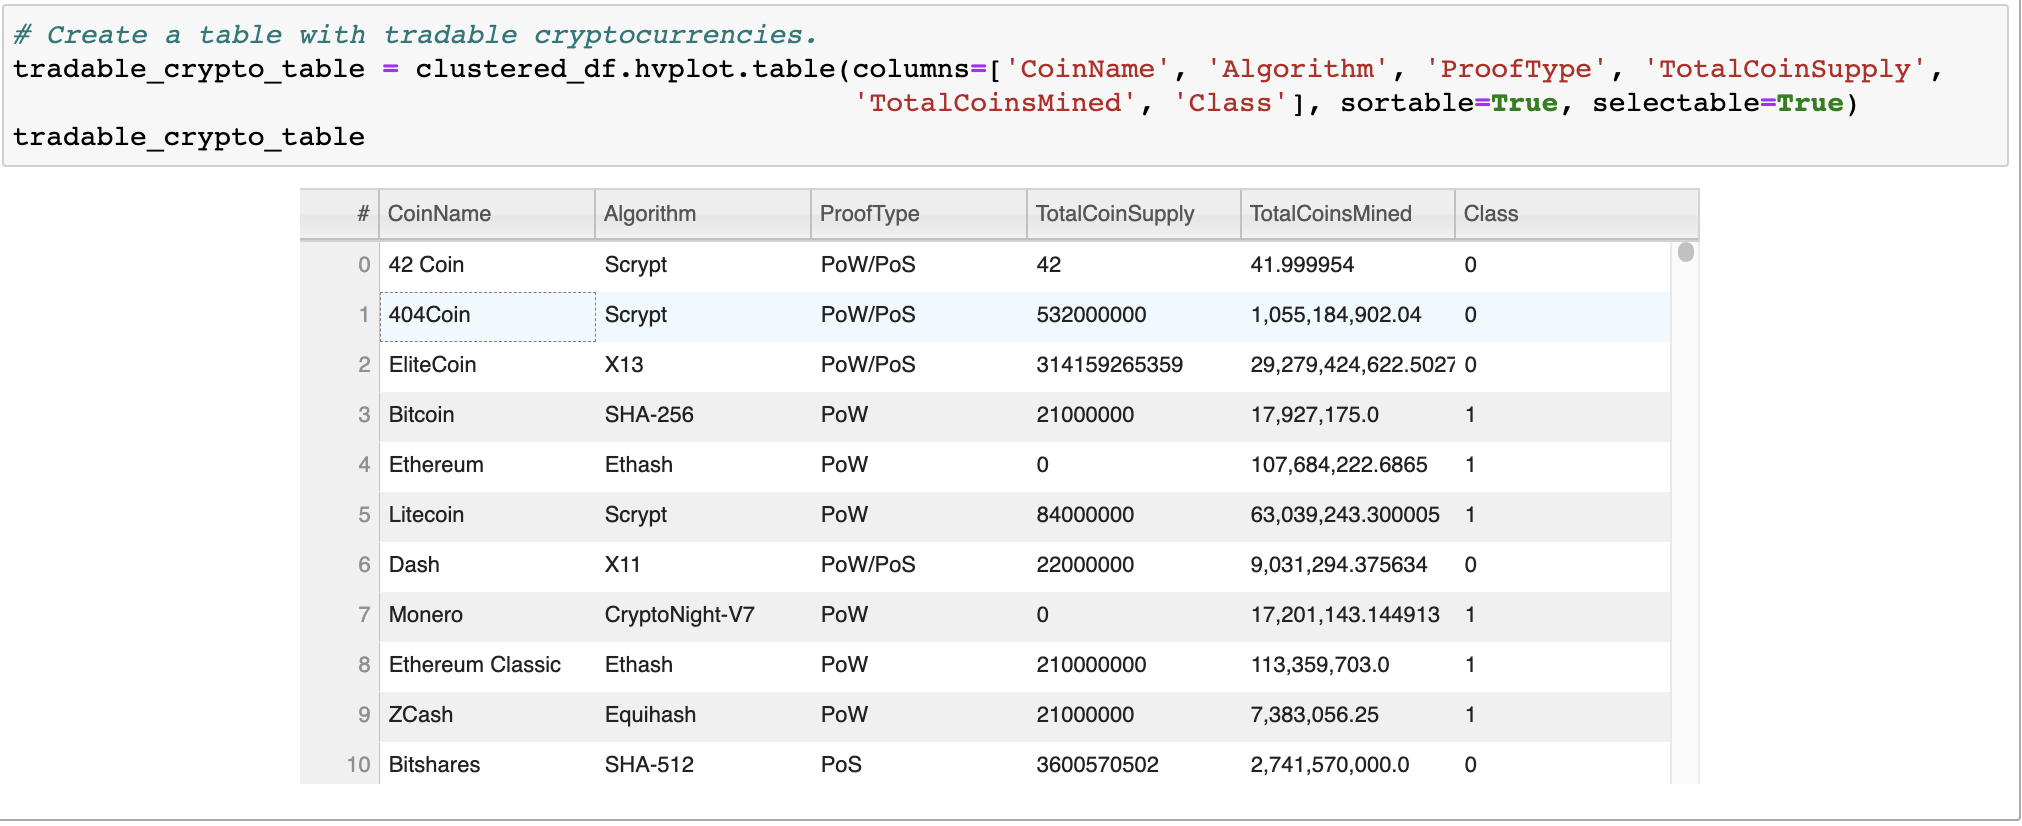 # Create a table with tradable cryptocurrencies.
tradable_crypto_table = clustered_df.hvplot.table(columns=['CoinName', 'Algorithm', 'ProofType', 'TotalCoinSupply',
'TotalCoinsMined', 'Class'], sortable=True, selectable=True)
tradable_crypto_table
# CoinName Algorithm ProofType TotalCoinSupply TotalCoinsMined Class
0 42 Coin Scrypt PoW/PoS 42 41.999954 0
1 404Coin Scrypt PoW/PoS 532000000 1,055,184,902.04 0
2 EliteCoin X13 PoW/PoS 314159265359 29,279,424,622.5027 0
3 Bitcoin SHA-256 PoW 21000000 17,927,175.0 1
4 Ethereum Ethash PoW 0 107,684,222.6865 1
5 Litecoin Scrypt PoW 84000000 63,039,243.300005 1
6 Dash X11 PoW/PoS 22000000 9,031,294.375634 0
7 Monero CryptoNight-V7 PoW 0 17,201,143.144913 1
8 Ethereum Classic Ethash PoW 210000000 113,359,703.0 1
9 ZCash Equihash PoW 21000000 7,383,056.25 1
10 Bitshares SHA-512 PoS 3600570502 2,741,570,000.0 0